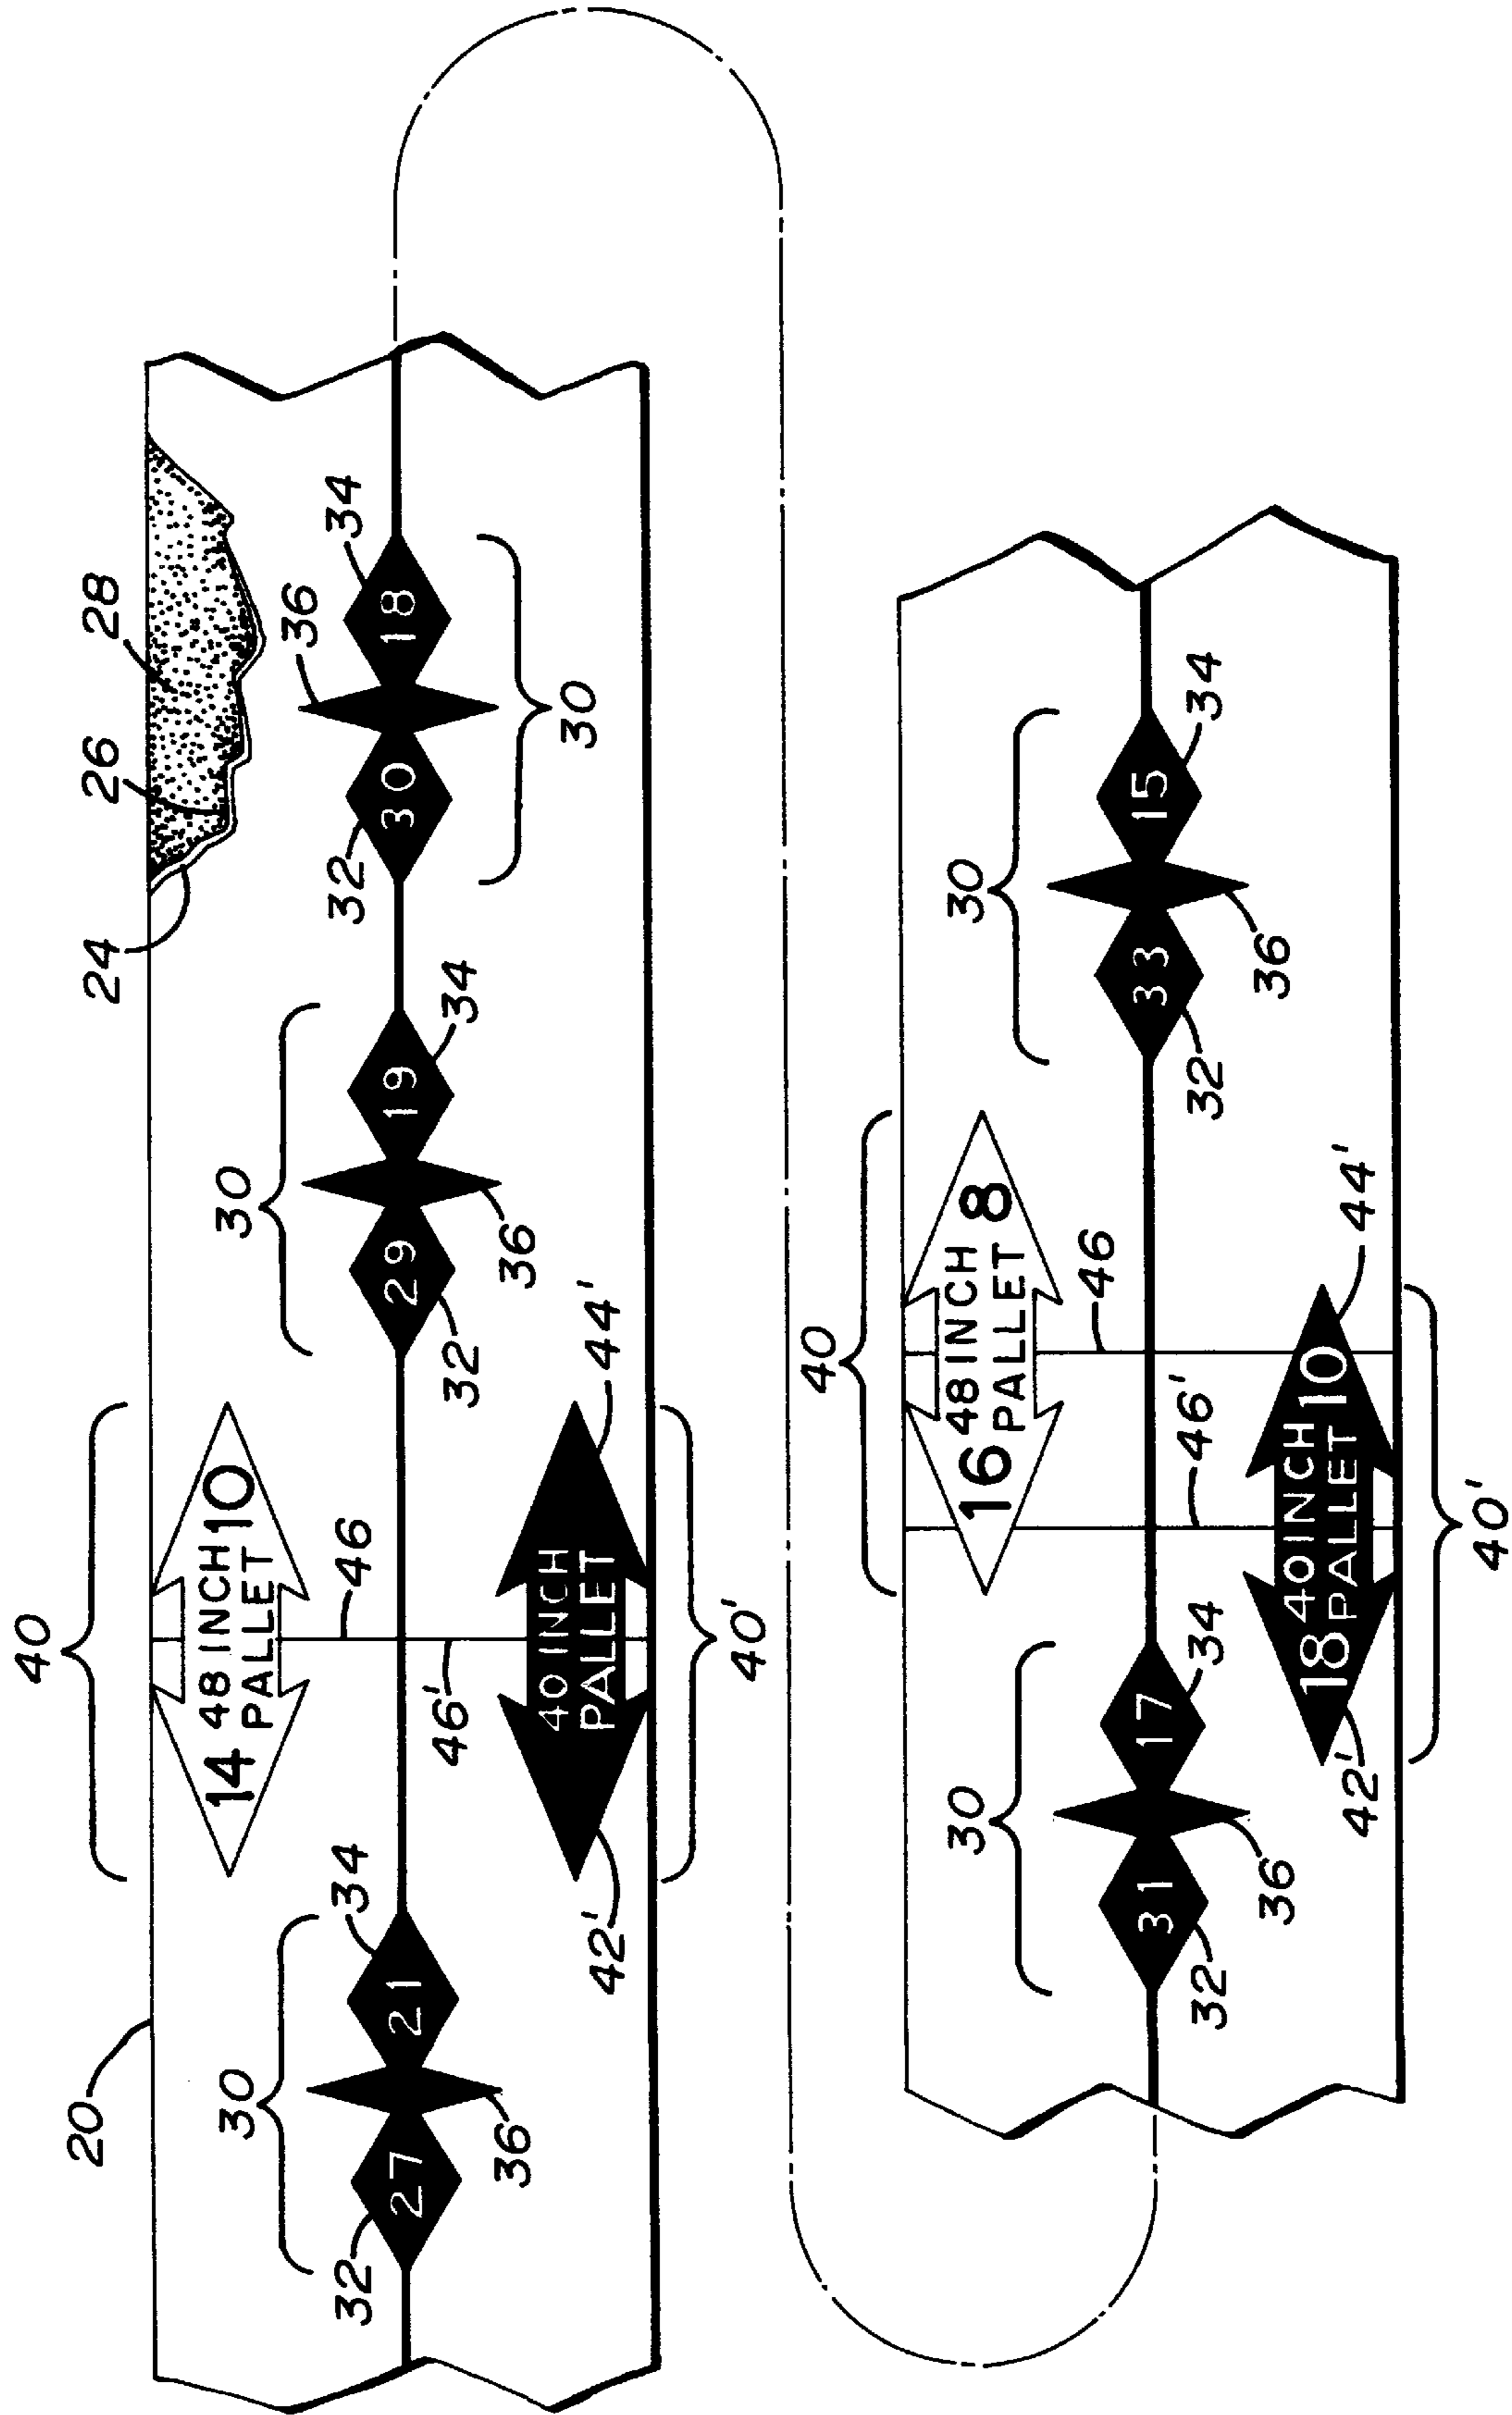 40
20 24 26 28
30 14 48 INCH 10 30
PALLET 36
32 34 46 32 34
27 21 29 19 30 18
46' 32 34
36 36
40 INCH 30
42' PALLET 44'
40'
40
30 16 48 INCH 8 30
PALLET
46
31 17 33 15
32 34 46' 32 34
36 36
18 40 INCH 10
42' PALLET 44'
40'